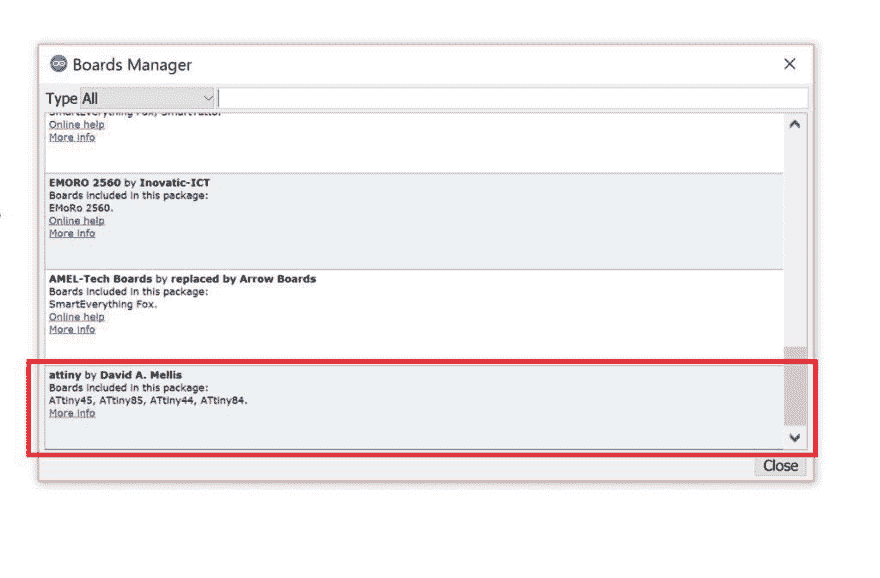 Boards Manager
Type All
SmartEverything Fox,
Online help
More info
EMORO 2560 by Inovatic-ICT
Boards included in this package:
EMoRo 2560.
Online help
More info
AMEL-Tech Boards by replaced by Arrow Boards
Boards included in this package:
SmartEverything Fox.
Online help
More info
attiny by David A. Mellis
Boards included in this package:
ATtiny45, ATtiny85, ATtiny44, ATtiny84.
More info
Close